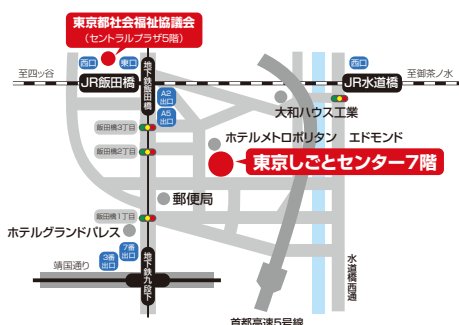 東京都社会福祉協議会
（セントラルプラザ5階）
西口
東口
西口
至四ッ谷
JR飯田橋
地下鉄飯田橋
JR水道橋
至御茶ノ水
A2
出口
A5
出口
大和ハウス工業
飯田橋3丁目
ホテルメトロポリタン　エドモンド
飯田橋2丁目
東京しごとセンター7階
郵便局
飯田橋1丁目
ホテルグランドパレス
7番
出口
3番
出口
靖国通り
地下鉄九段下
水道橋西通
首都高速5号線